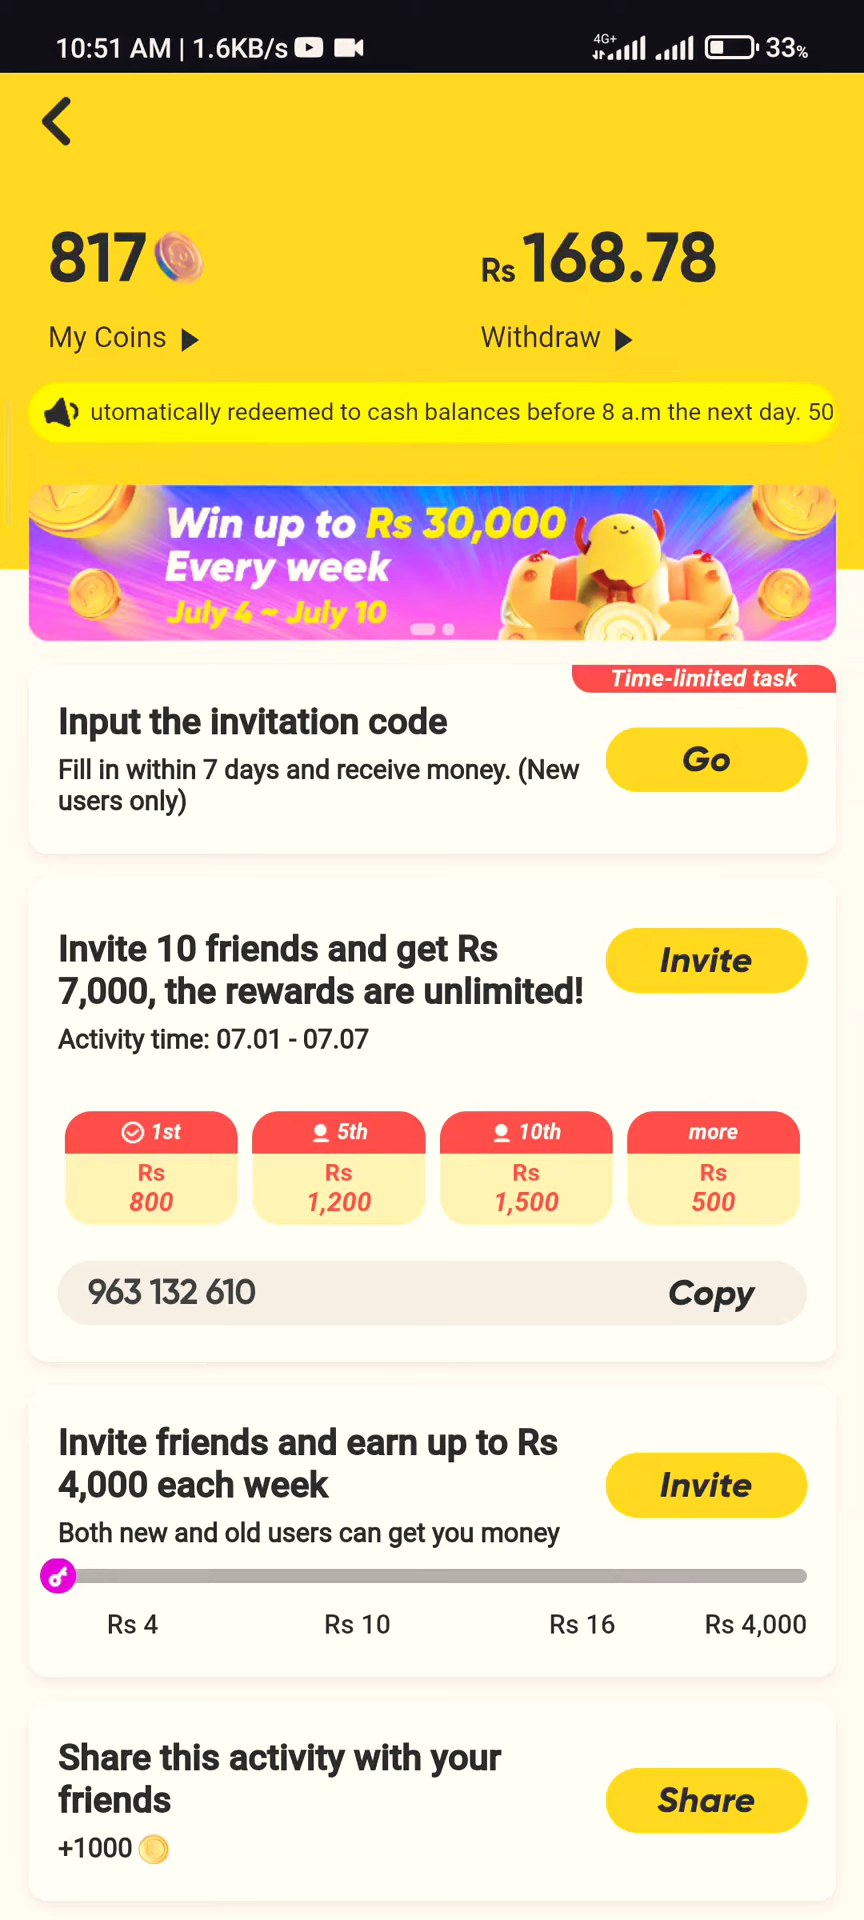 10:51 AM | 1.6KB/s
4G+
33%
817
Rs 168.78
My Coins
Withdraw
utomatically redeemed to cash balances before 8 a.m the next day. 50
Win up to Rs 30,000
Every week
July 4 ~ July 10
Time-limited task
Input the invitation code
Go
Fill in within 7 days and receive money. (New
users only)
Invite 10 friends and get Rs
7,000, the rewards are unlimited!
Invite
Activity time: 07.01 - 07.07
1st
5th
10th
more
Rs
800
Rs
1,200
Rs
1,500
Rs
500
963 132 610
Copy
Invite friends and earn up to Rs
4,000 each week
Invite
Both new and old users can get you money
Rs 4
Rs 10
Rs 16
Rs 4,000
Share this activity with your
friends
Share
+1000